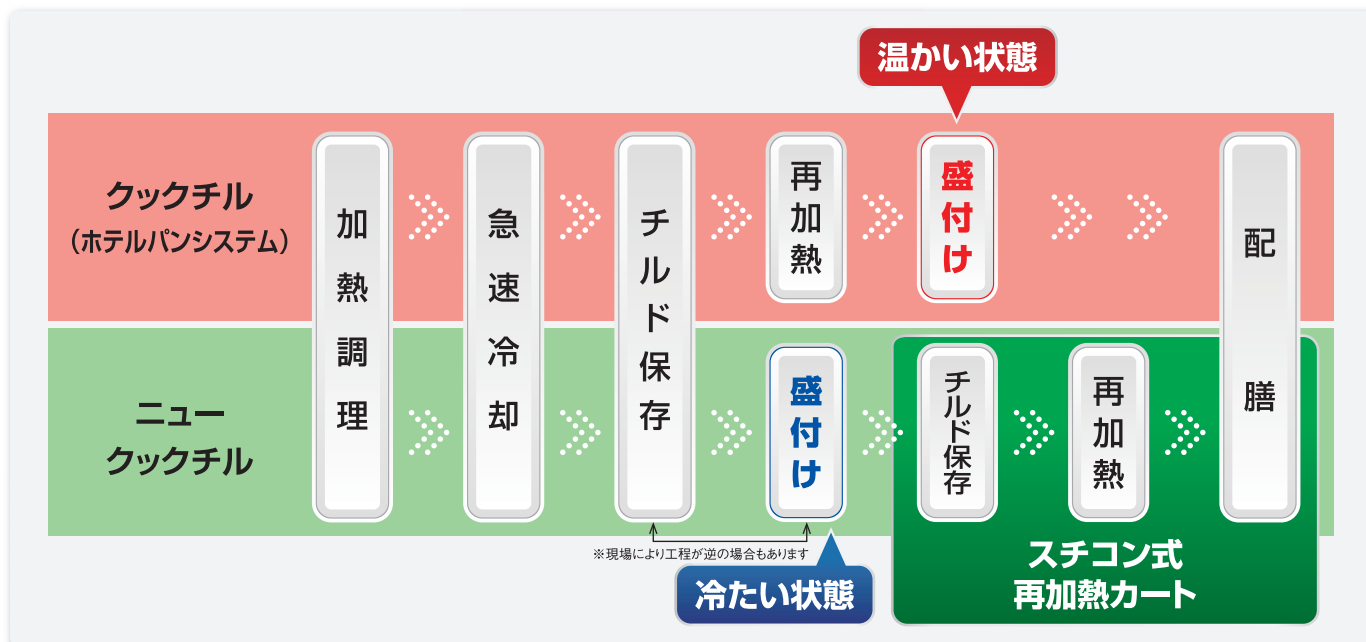 温かい状態
クックチル
（ホテルパンシステム）
加熱調理
急速冷却
チルド保存
再加熱
盛付け
配膳
ニュー
クックチル
盛付け
チルド保存
再加熱
※現場により工程が逆の場合もあります
冷たい状態
スチコン式
再加熱カート